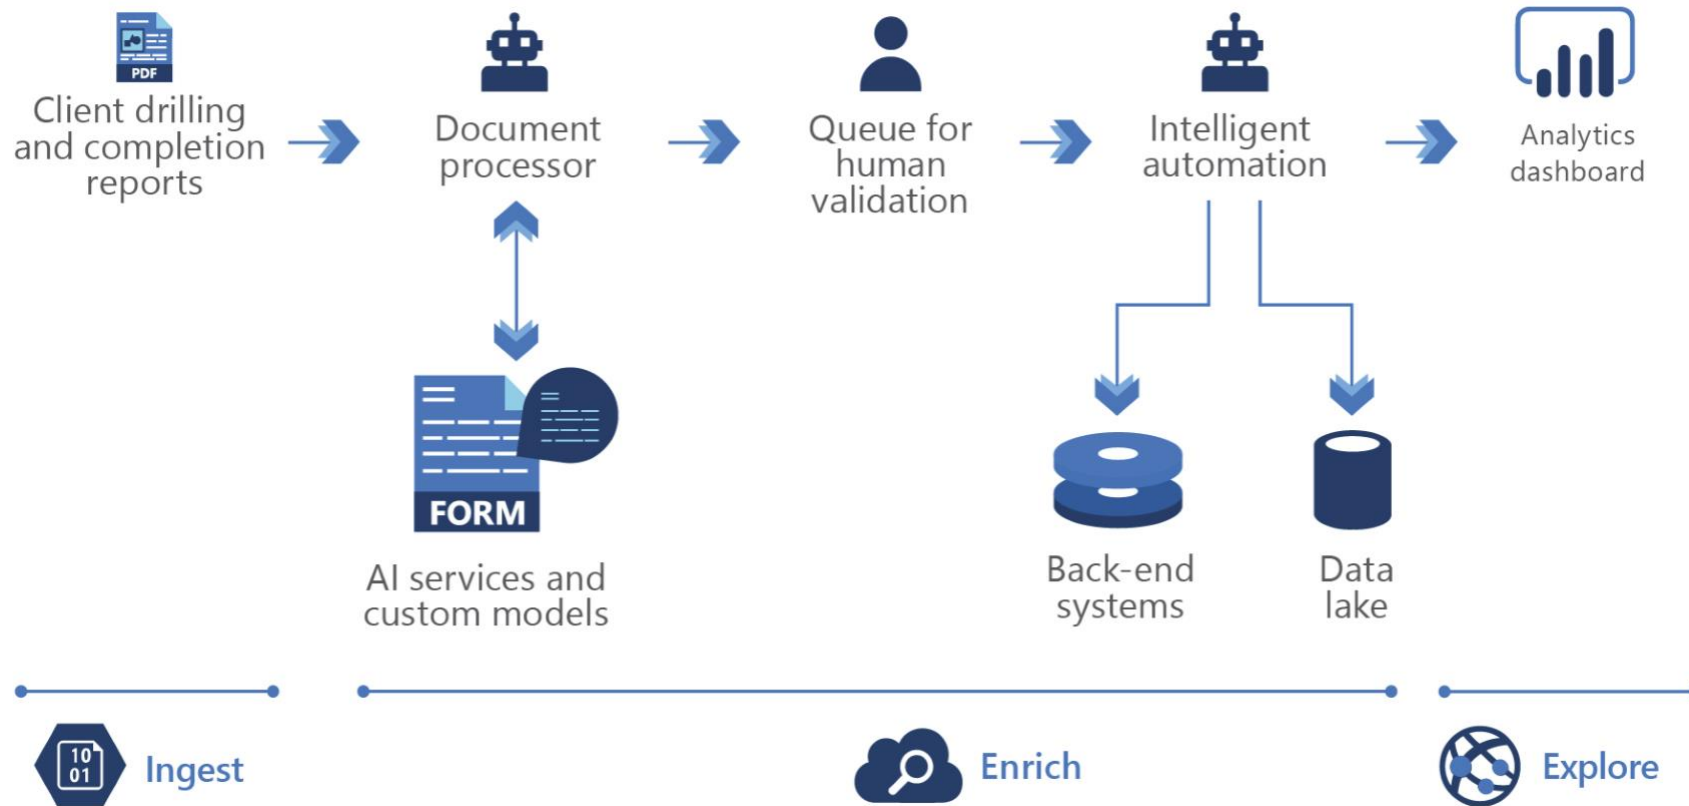 PDF
Client drilling
and completion
reports
Document
processor
Queue for
human
validation
Intelligent
automation
Analytics
dashboard
FORM
AI services and
custom models
Back-end
systems
Data
lake
10
01
Ingest
Enrich
Explore